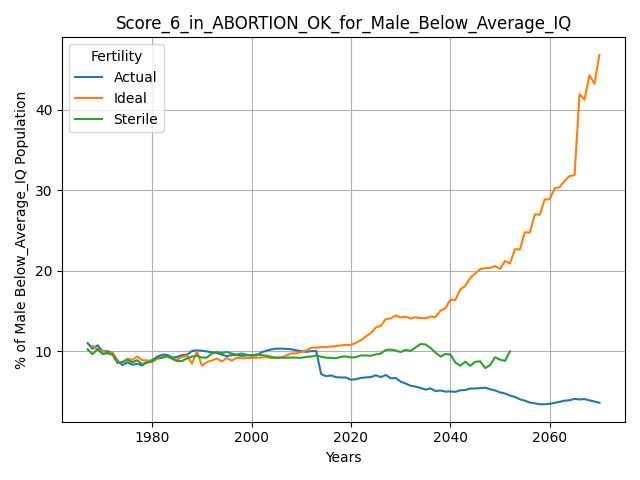 Score_6_in_ABORTION_OK_for_Male_Below_Average_IQ
% of Male Below_Average_IQ Population
Fertility
Actual
Ideal
Sterile
40
30
20
10
1980
2000
2020
2040
2060
Years